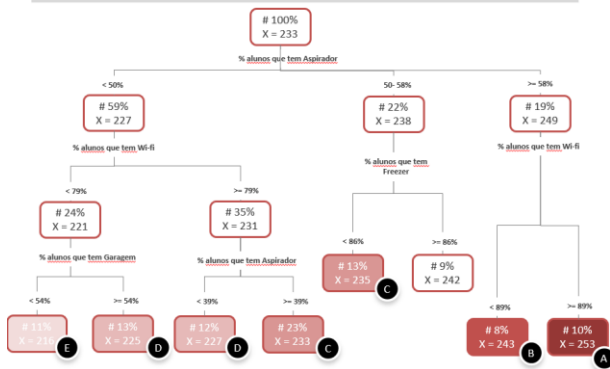 # 100%
X = 233
% alunos que tem Aspirador
< 50%
50- 58%
>= 58%
# 59%
X = 227
# 22%
X = 238
# 19%
X = 249
% alunos que tem Wi-fi
% alunos que tem
Freezer
% alunos que tem Wi-fi
< 79%
>= 79%
# 24%
X = 221
# 35%
X = 231
< 86%
>= 86%
# 13%
X = 235
C
# 9%
X = 242
% alunos que tem Garagem
% alunos que tem Aspirador
< 54%
>= 54%
< 39%
>= 39%
< 89%
>= 89%
# 11%
X = 216
E
# 13%
X = 225
D
# 12%
X = 227
D
# 23%
X = 233
C
# 8%
X = 243
B
# 10%
X = 253
A